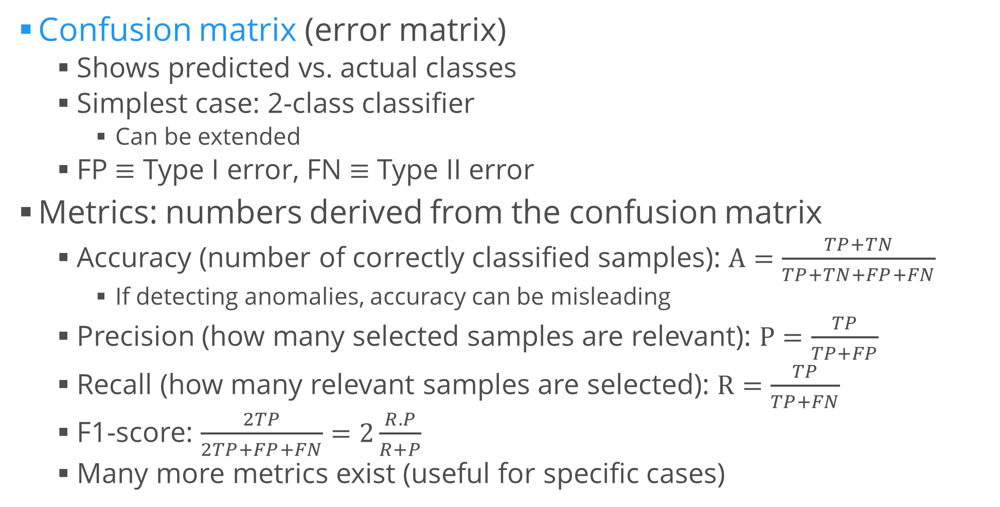 ▪ Confusion matrix (error matrix)
▪ Shows predicted vs. actual classes
▪ Simplest case: 2-class classifier
▪ Can be extended
▪ FP ≡ Type I error, FN ≡ Type II error
▪ Metrics: numbers derived from the confusion matrix
▪ Accuracy (number of correctly classified samples): A = \frac{TP+TN}{TP+TN+FP+FN}
▪ If detecting anomalies, accuracy can be misleading
▪ Precision (how many selected samples are relevant): P = \frac{TP}{TP+FP}
▪ Recall (how many relevant samples are selected): R = \frac{TP}{TP+FN}
▪ F1-score: \frac{2TP}{2TP+FP+FN} = 2 \frac{R.P}{R+P}
▪ Many more metrics exist (useful for specific cases)